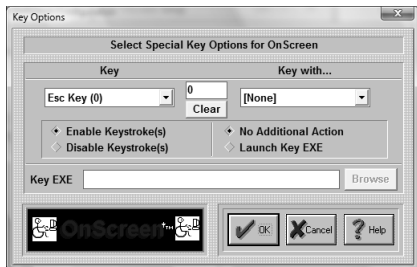 Key Options
Select Special Key Options for OnScreen
Key
Key with...
Esc Key (0)
0
[None]
Clear
Enable Keystroke(s)
No Additional Action
Disable Keystroke(s)
Launch Key EXE
Key EXE
Browse
OnScreen
OK
Cancel
? Help